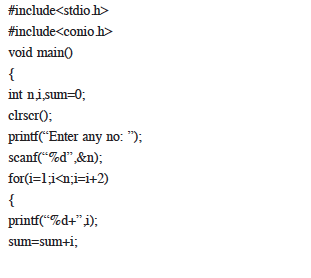 #include<stdio.h>
#include<conio.h>
void main()
{
int n,i,sum=0;
clrscr();
printf(“Enter any no: ”);
scanf(“%d”,&n);
for(i=1;i<n;i=i+2)
{
printf(“%d+”,i);
sum=sum+i;